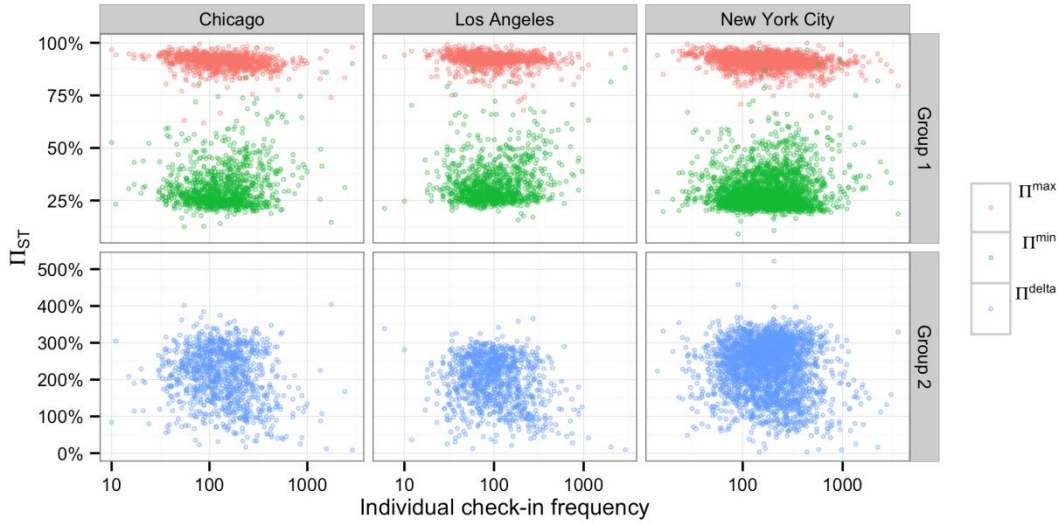 Chicago
Los Angeles
New York City
100%
75%
50%
25%
Group 1
500%
400%
300%
200%
100%
0%
Group 2
Π_ST
10 100 1000
10 100 1000
100 1000
Individual check-in frequency
Π^max
Π^min
Π^delta